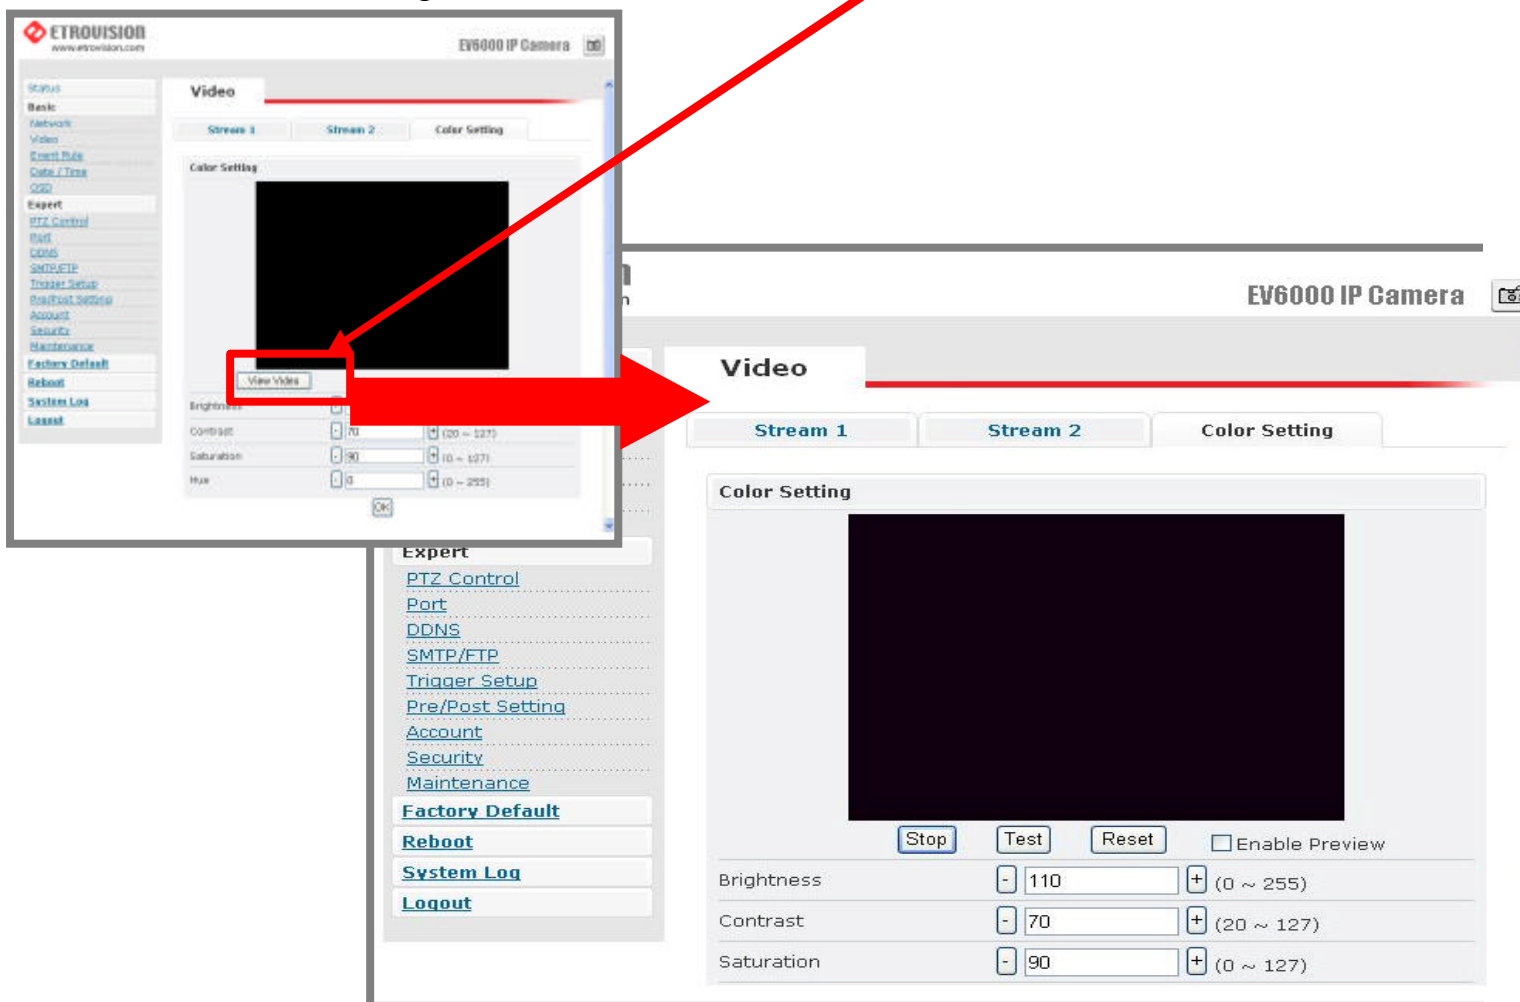 ETROVISION
www.etrovision.com
EV6000 IP Camera
Status
Basic
Network
Video
Event Rule
Date / Time
OSD
Expert
PTZ Control
Port
DDNS
SMTP/FTP
Trigger Setup
Pre/Post Setting
Account
Security
Maintenance
Factory Default
Reboot
System Log
Logout
Video
Stream 1 Stream 2 Color Setting
Color Setting
View Video
Brightness -
Contrast - 70 + (20 ~ 127)
Saturation - 90 + (0 ~ 127)
Hue - 0 + (0 ~ 255)
OK
EV6000 IP Camera
Expert
PTZ Control
Port
DDNS
SMTP/FTP
Trigger Setup
Pre/Post Setting
Account
Security
Maintenance
Factory Default
Reboot
System Log
Logout
Video
Stream 1 Stream 2 Color Setting
Color Setting
Stop Test Reset Enable Preview
Brightness - 110 + (0 ~ 255)
Contrast - 70 + (20 ~ 127)
Saturation - 90 + (0 ~ 127)